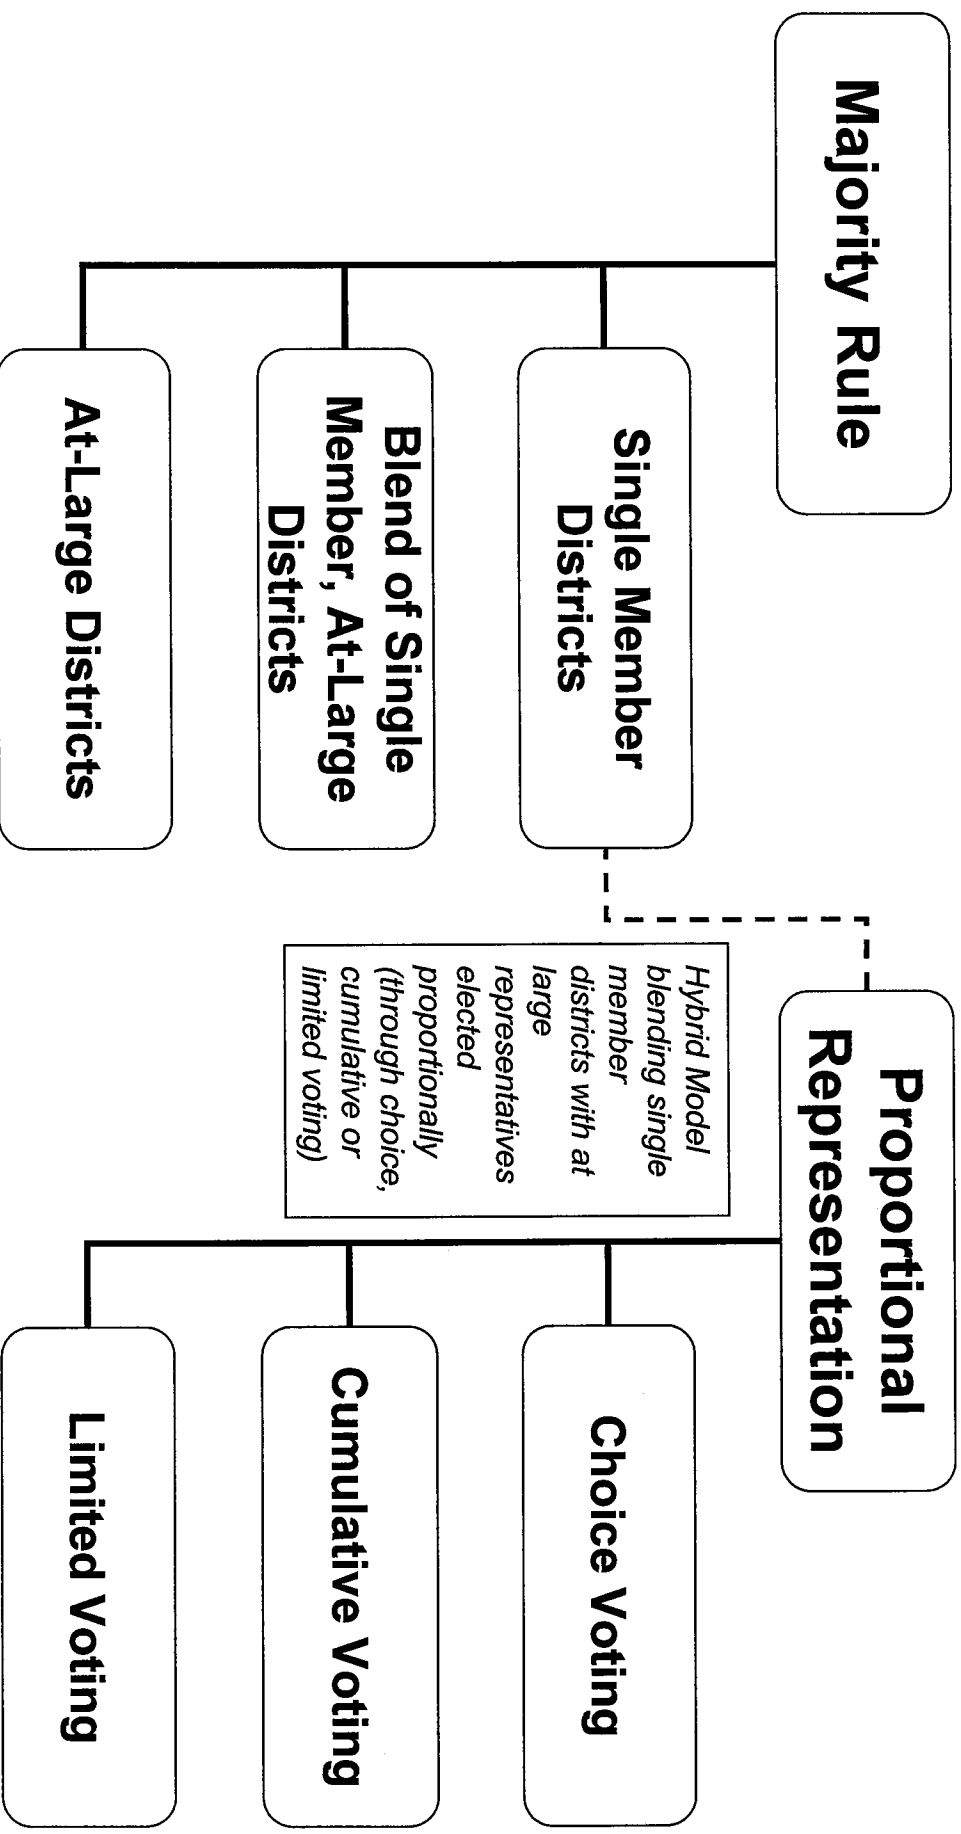 Majority Rule
Single Member
Districts
Blend of Single
Member, At-Large
Districts
At-Large Districts
Hybrid Model
blending single
member
districts with at
large
representatives
elected
proportionally
(through choice,
cumulative or
limited voting)
Proportional
Representation
Choice Voting
Cumulative Voting
Limited Voting